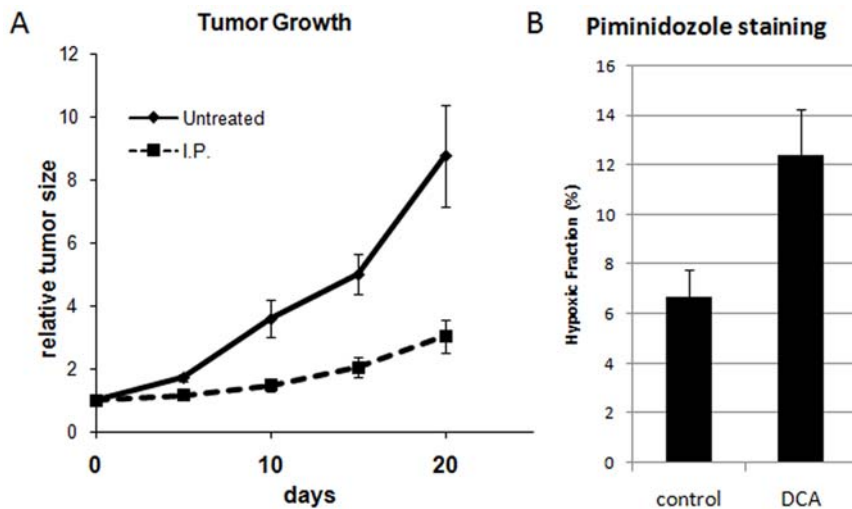 A
Tumor Growth
relative tumor size
12
10
8
6
4
2
0
Untreated
I.P.
0
10
20
days
B
Piminidozole staining
Hypoxic Fraction (%)
16
14
12
10
8
6
4
2
0
control
DCA